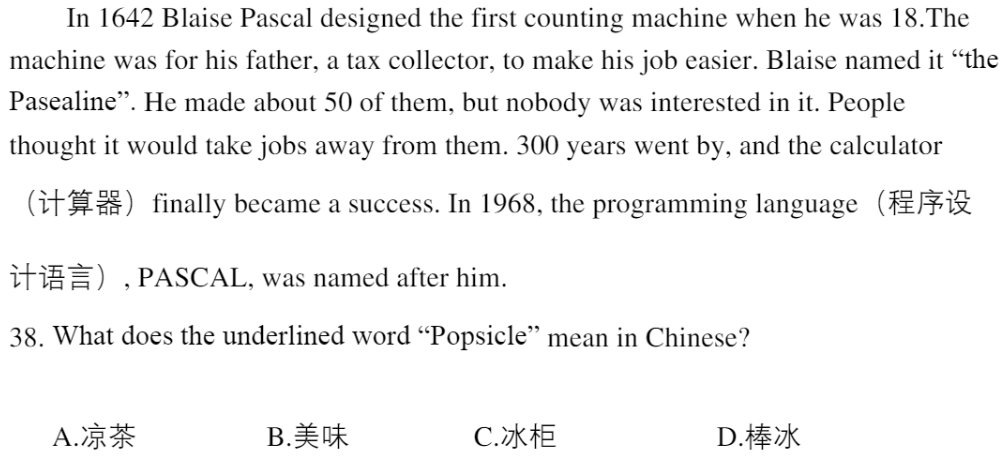 In 1642 Blaise Pascal designed the first counting machine when he was 18.The
machine was for his father, a tax collector, to make his job easier. Blaise named it “the
Pasealine”. He made about 50 of them, but nobody was interested in it. People
thought it would take jobs away from them. 300 years went by, and the calculator
（计算器）finally became a success. In 1968, the programming language（程序设
计语言）, PASCAL, was named after him.
38. What does the underlined word “Popsicle” mean in Chinese?
A.凉茶 B.美味 C.冰柜 D.棒冰